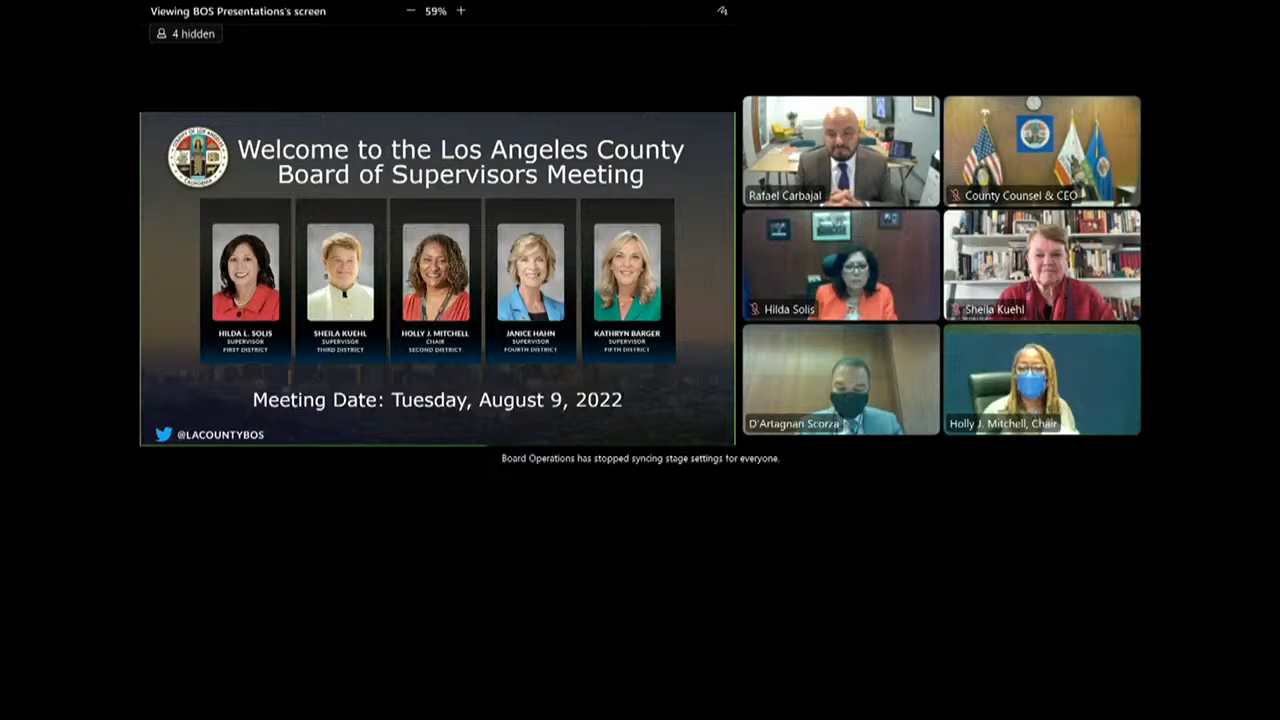 Viewing BOS Presentations's screen
59%
4 hidden
Welcome to the Los Angeles County
Board of Supervisors Meeting
HILDA L. SOLIS
SUPERVISOR
FIRST DISTRICT
SHEILA KUEHL
SUPERVISOR
THIRD DISTRICT
HOLLY J. MITCHELL
CHAIR
SECOND DISTRICT
JANICE HAHN
SUPERVISOR
FOURTH DISTRICT
KATHRYN BARGER
SUPERVISOR
FIFTH DISTRICT
Meeting Date: Tuesday, August 9, 2022
@LACOUNTYBOS
Rafael Carbajal
County Counsel & CEO
Hilda Solis
Sheila Kuehl
D'Artagnan Scorza
Holly J. Mitchell, Chair
Board Operations has stopped syncing stage settings for everyone.